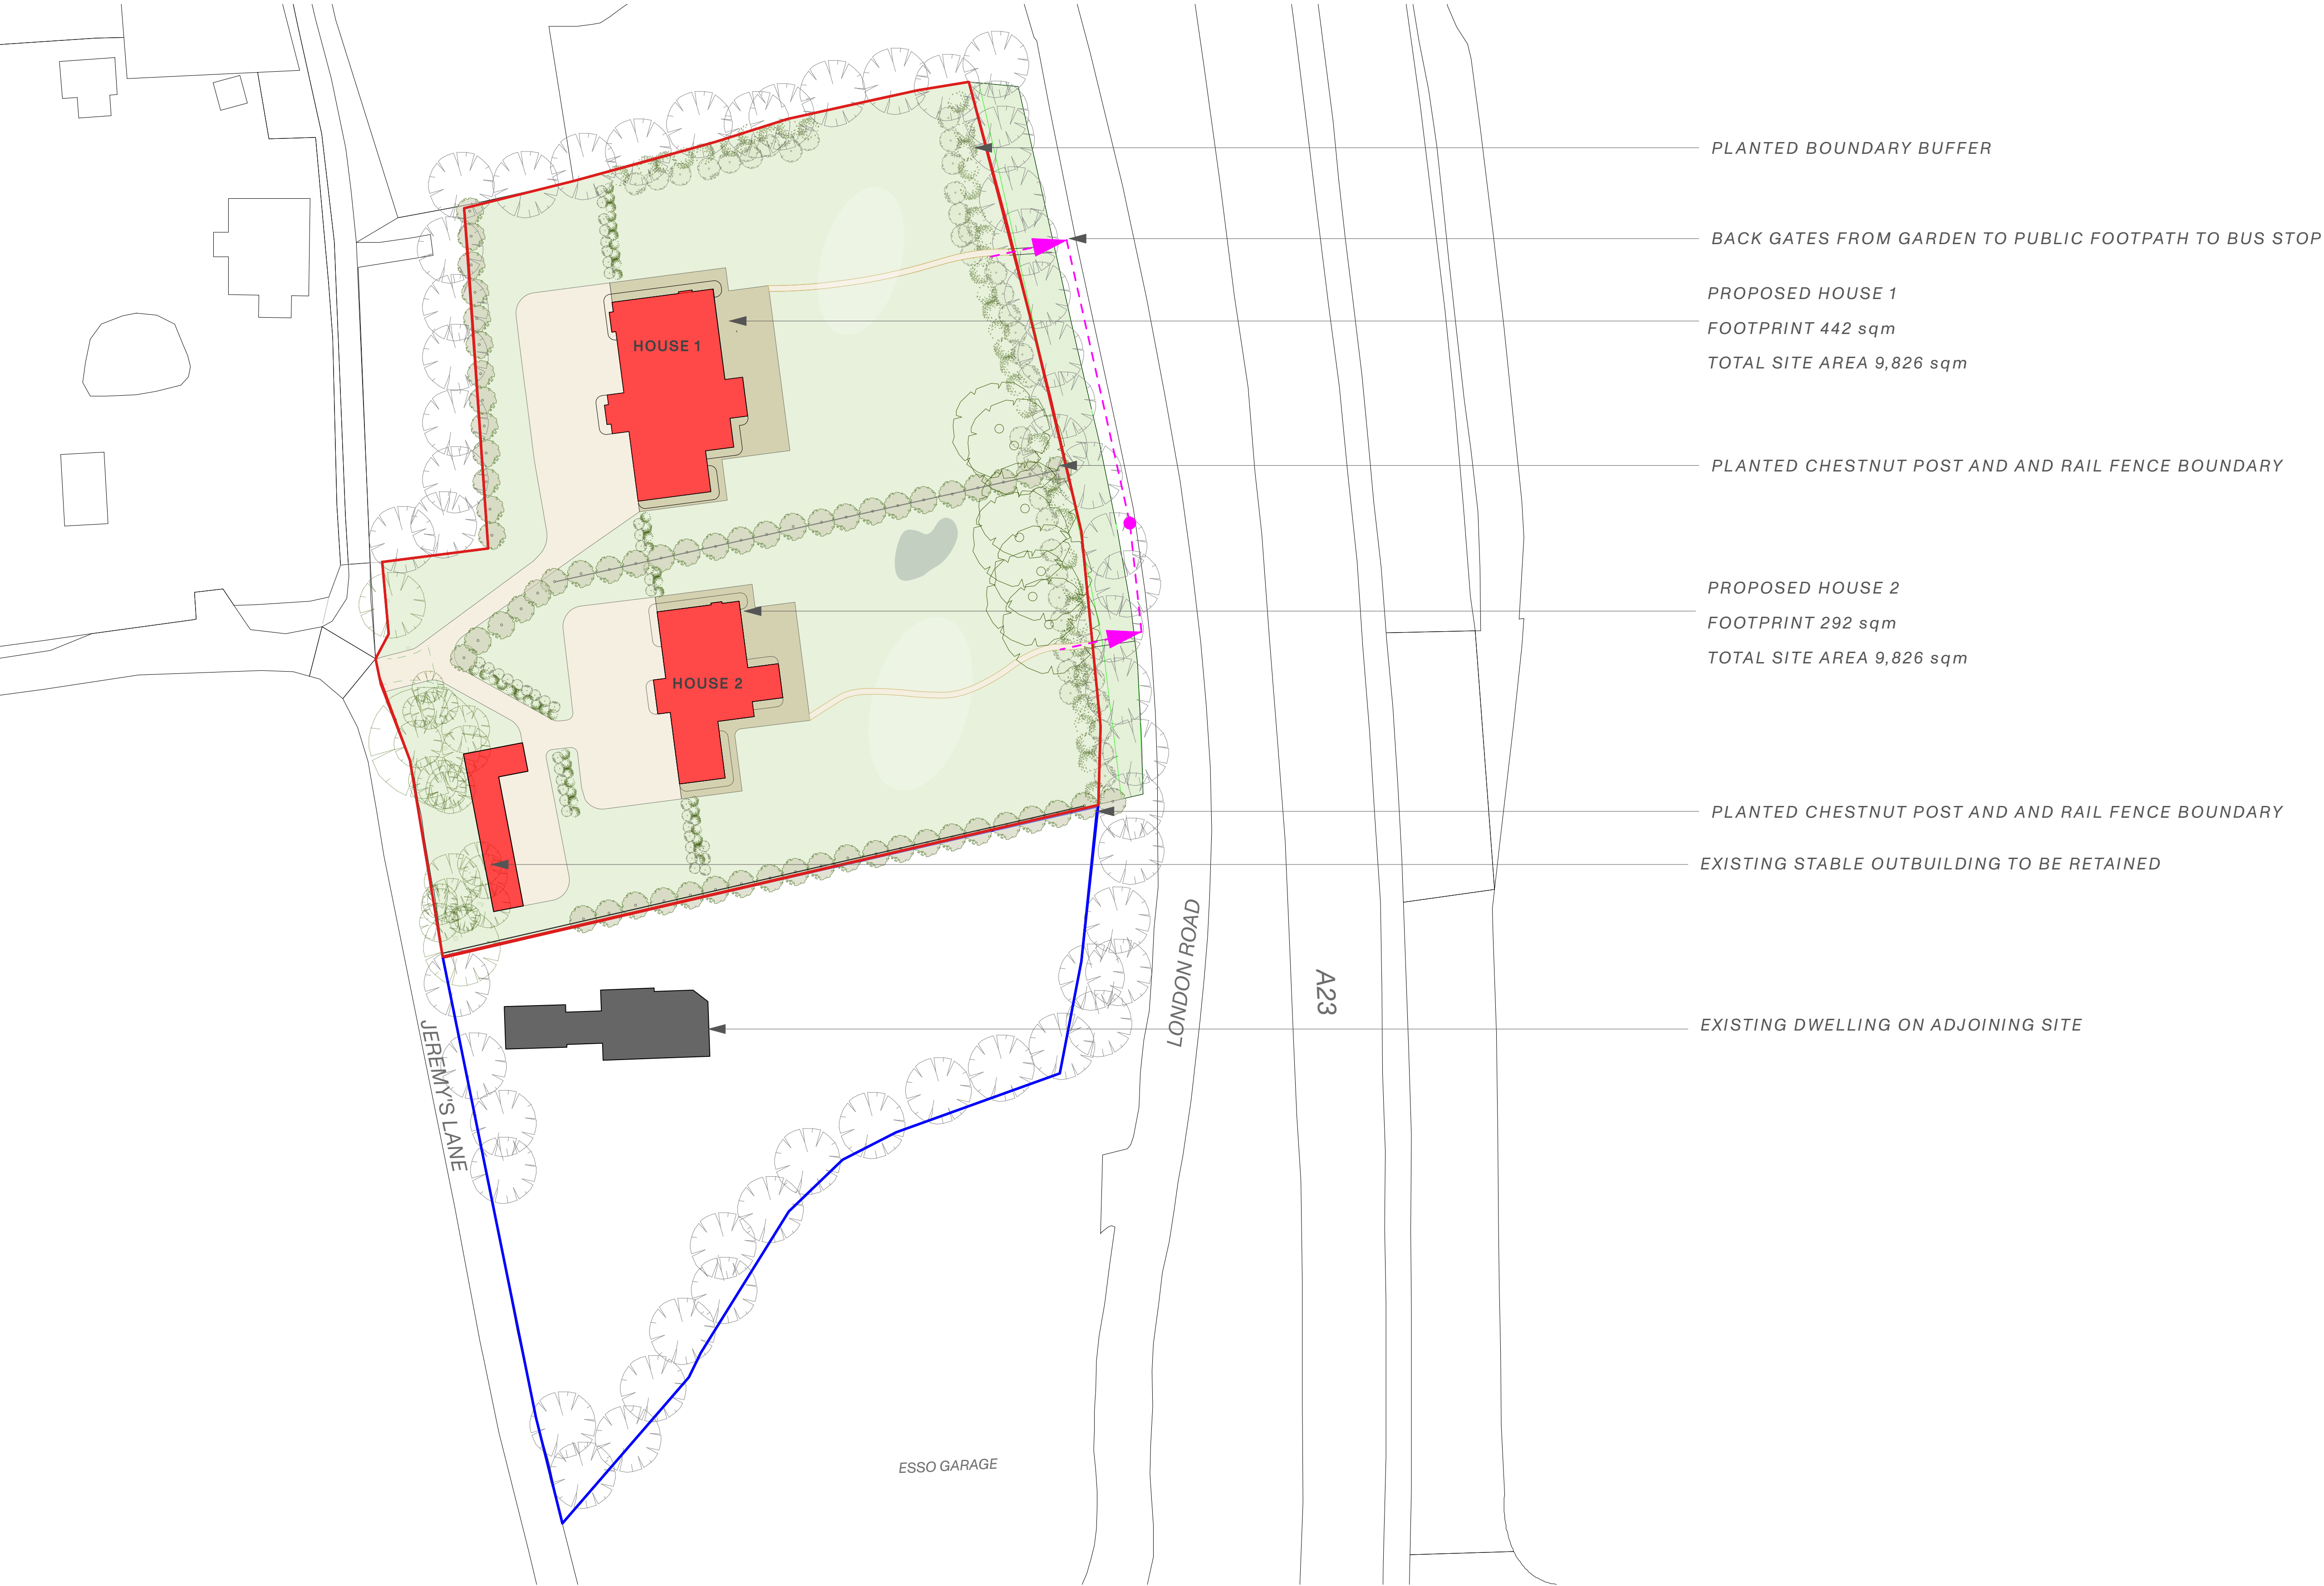 PLANTED BOUNDARY BUFFER
BACK GATES FROM GARDEN TO PUBLIC FOOTPATH TO BUS STOP
PROPOSED HOUSE 1
FOOTPRINT 442 sqm
TOTAL SITE AREA 9,826 sqm
HOUSE 1
PLANTED CHESTNUT POST AND AND RAIL FENCE BOUNDARY
PROPOSED HOUSE 2
FOOTPRINT 292 sqm
TOTAL SITE AREA 9,826 sqm
HOUSE 2
PLANTED CHESTNUT POST AND AND RAIL FENCE BOUNDARY
EXISTING STABLE OUTBUILDING TO BE RETAINED
LONDON ROAD
A23
EXISTING DWELLING ON ADJOINING SITE
JEREMY'S LANE
ESSO GARAGE